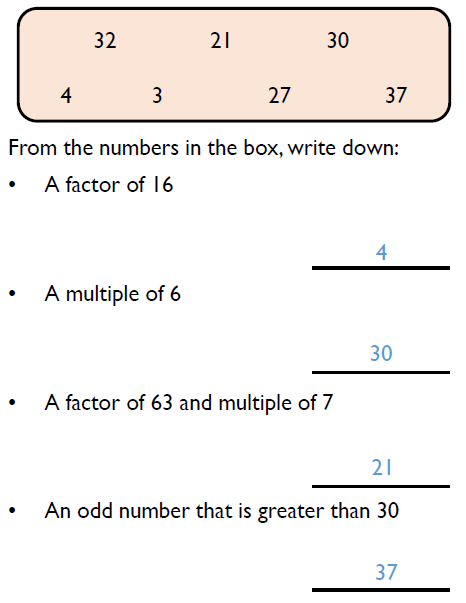 32 21 30
4 3 27 37
From the numbers in the box, write down:
• A factor of 16
4
• A multiple of 6
30
• A factor of 63 and multiple of 7
21
• An odd number that is greater than 30
37